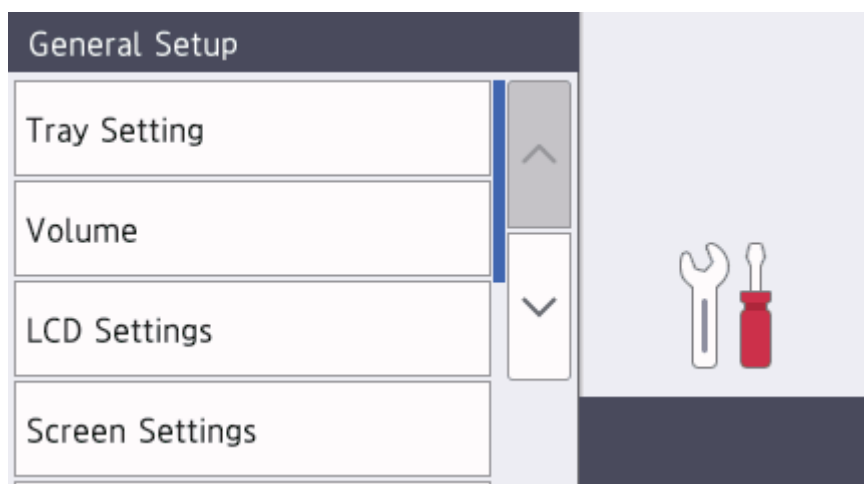 General Setup
Tray Setting
Volume
LCD Settings
Screen Settings